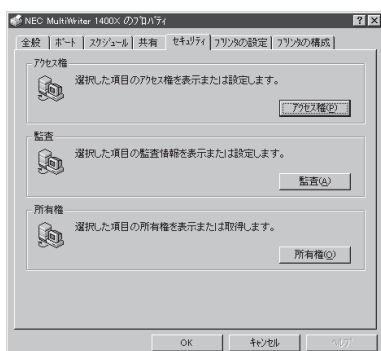 NEC MultiWriter 1400X のﾌﾟﾛﾊﾟﾃｨ
全般 ﾎﾟｰﾄ ｽｹｼﾞｭｰﾙ 共有 ｾｷｭﾘﾃｨ ﾌﾟﾘﾝﾀの設定 ﾌﾟﾘﾝﾀの構成
ｱｸｾｽ権
選択した項目のｱｸｾｽ権を表示または設定します。
ｱｸｾｽ権(P)
監査
選択した項目の監査情報を表示または設定します。
監査(A)
所有権
選択した項目の所有権を表示または取得します。
所有権(O)
OK ｷｬﾝｾﾙ ﾍﾙﾌﾟ